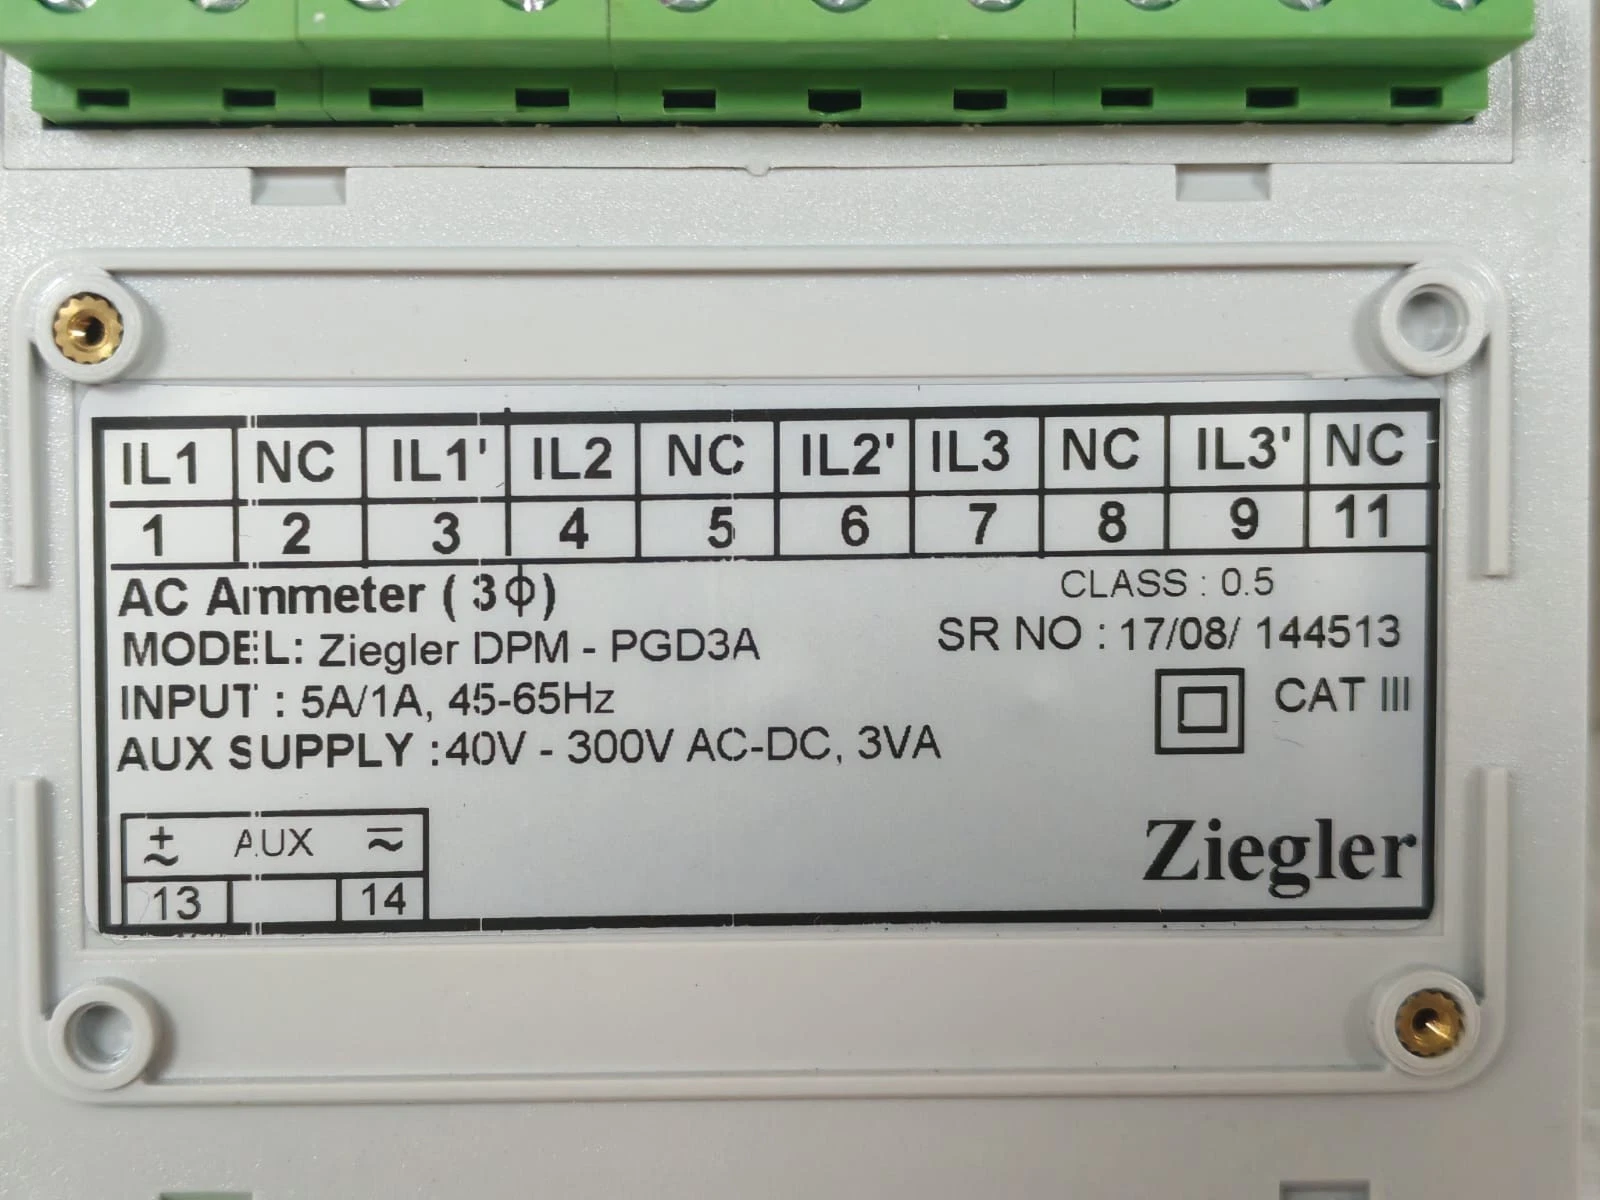 IL1 NC IL1' IL2 NC IL2' IL3 NC IL3' NC
1 2 3 4 5 6 7 8 9 11
AC Ammeter ( 3ϕ)
CLASS : 0.5
MODEL: Ziegler DPM - PGD3A
SR NO : 17/08/ 144513
INPUT : 5A/1A, 45-65Hz
CAT III
AUX SUPPLY :40V - 300V AC-DC, 3VA
AUX
13 14
Ziegler